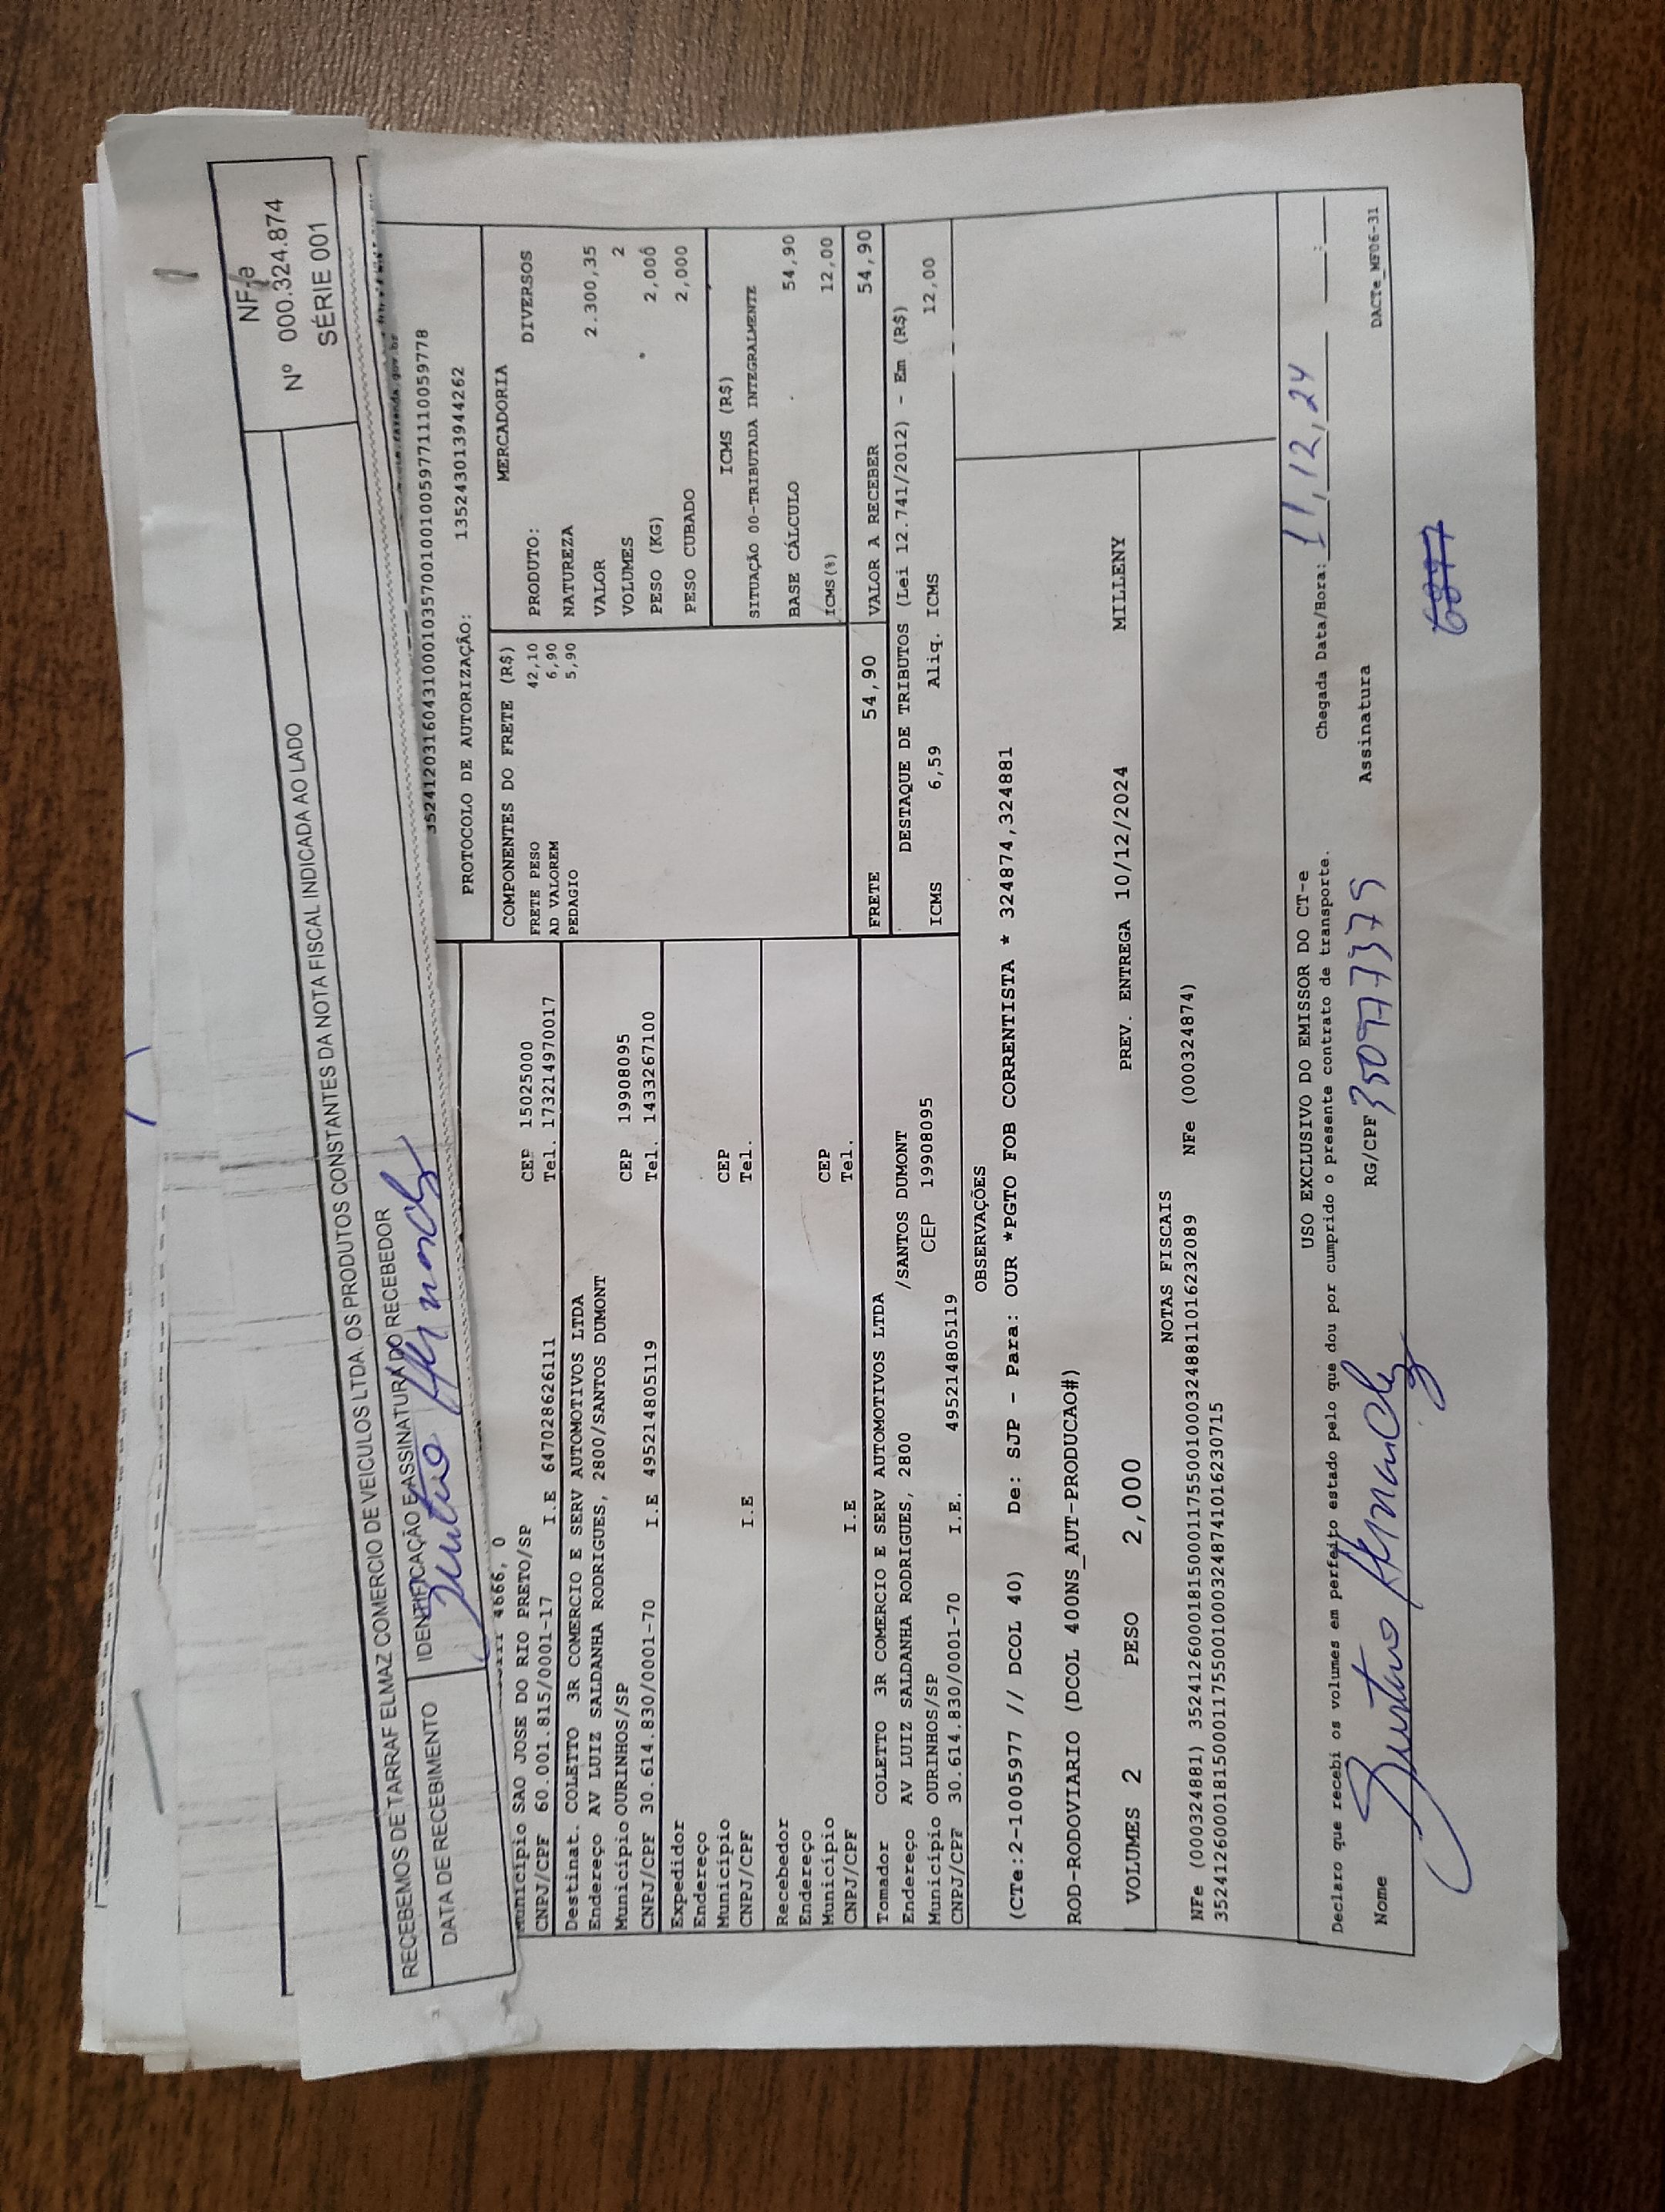 NF-e
Nº 000.324.874
SÉRIE 001
RECEBEMOS DE TARRAF ELMAZ COMERCIO DE VEICULOS LTDA. OS PRODUTOS CONSTANTES DA NOTA FISCAL INDICADA AO LADO
DATA DE RECEBIMENTO
IDENTIFICAÇÃO E ASSINATURA DO RECEBEDOR
35241203160431000103570010010059771110059778
PROTOCOLO DE AUTORIZAÇÃO: 135243013944262
4666, 0
Município SAO JOSE DO RIO PRETO/SP CEP 15025000
CNPJ/CPF 60.001.815/0001-17 I.E 647028626111 Tel. 173214970017
Destinat. COLETTO 3R COMERCIO E SERV AUTOMOTIVOS LTDA
Endereço AV LUIZ SALDANHA RODRIGUES, 2800/SANTOS DUMONT
Município OURINHOS/SP CEP 19908095
CNPJ/CPF 30.614.830/0001-70 I.E 495214805119 Tel. 1433267100
Expedidor
Endereço
Município CEP
CNPJ/CPF I.E Tel.
Recebedor
Endereço
Município CEP
CNPJ/CPF I.E Tel.
Tomador COLETTO 3R COMERCIO E SERV AUTOMOTIVOS LTDA
Endereço AV LUIZ SALDANHA RODRIGUES, 2800 /SANTOS DUMONT
Município OURINHOS/SP CEP 19908095
CNPJ/CPF 30.614.830/0001-70 I.E. 495214805119
COMPONENTES DO FRETE (R$)
FRETE PESO 42,10
AD VALOREM 6,90
PEDAGIO 5,90
MERCADORIA
PRODUTO: DIVERSOS
NATUREZA
VALOR 2.300,35
VOLUMES 2
PESO (KG) 2,000
PESO CUBADO 2,000
ICMS (R$)
SITUAÇÃO 00-TRIBUTADA INTEGRALMENTE
BASE CÁLCULO 54,90
ICMS(%) 12,00
FRETE 54,90 VALOR A RECEBER 54,90
DESTAQUE DE TRIBUTOS (Lei 12.741/2012) - Em (R$)
ICMS 6,59 Aliq. ICMS 12,00
OBSERVAÇÕES
(CTe:2-1005977 // DCOL 40) De: SJP - Para: OUR *PGTO FOB CORRENTISTA * 324874,324881
ROD-RODOVIARIO (DCOL 400NS_AUT-PRODUCAO#)
VOLUMES 2 PESO 2,000 PREV. ENTREGA 10/12/2024 MILLENY
NOTAS FISCAIS
NFe (000324881) 35241260001815000117550010003248811016232089 NFe (000324874)
35241260001815000117550010003248741016230715
USO EXCLUSIVO DO EMISSOR DO CT-e
Declaro que recebi os volumes em perfeito estado pelo que dou por cumprido o presente contrato de transporte.
Chegada Data/Hora: 11/12/24 :
Nome RG/CPF 350977375 Assinatura
DACTe_MF06-31